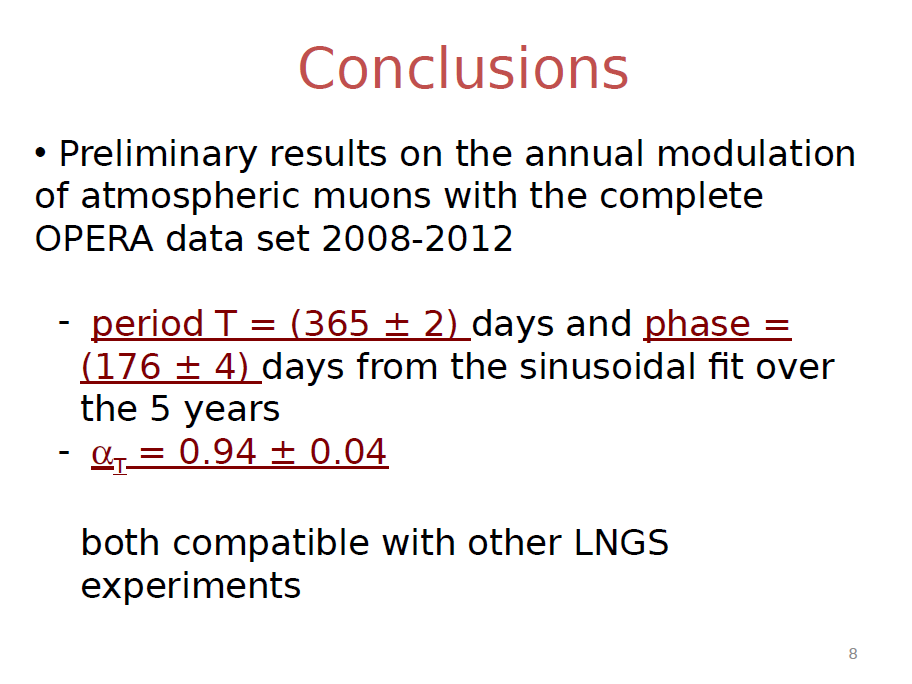 Conclusions
• Preliminary results on the annual modulation
of atmospheric muons with the complete
OPERA data set 2008-2012
- period T = (365 ± 2) days and phase =
(176 ± 4) days from the sinusoidal fit over
the 5 years
- αT = 0.94 ± 0.04
both compatible with other LNGS
experiments
8